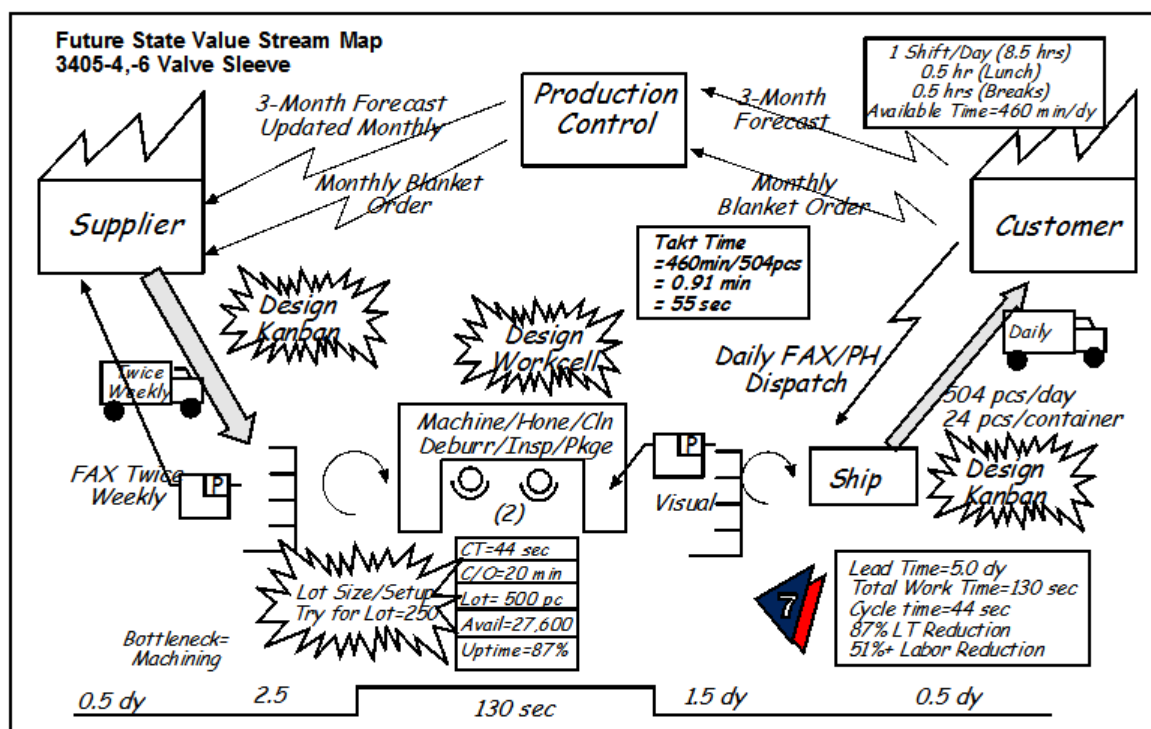 Future State Value Stream Map
3405-4,-6 Valve Sleeve
1 Shift/Day (8.5 hrs)
0.5 hr (Lunch)
0.5 hrs (Breaks)
Available Time=460 min/dy
3-Month Forecast
Updated Monthly
Production
Control
3-Month
Forecast
Monthly Blanket
Order
Monthly
Blanket Order
Supplier
Customer
Takt Time
=460min/504pcs
= 0.91 min
= 55 sec
Design
Kanban
Design
Workcell
Daily FAX/PH
Dispatch
Daily
Twice
Weekly
504 pcs/day
24 pcs/container
Machine/Hone/Cln
Deburr/Insp/Pkge
(2)
FAX Twice
Weekly
P
P
Visual
Ship
Design
Kanban
CT=44 sec
C/O=20 min
Lot= 500 pc
Avail=27,600
Uptime=87%
Lot Size/Setup
Try for Lot=250
7
Lead Time=5.0 dy
Total Work Time=130 sec
Cycle time=44 sec
87% LT Reduction
51%+ Labor Reduction
Bottleneck=
Machining
0.5 dy
2.5
130 sec
1.5 dy
0.5 dy